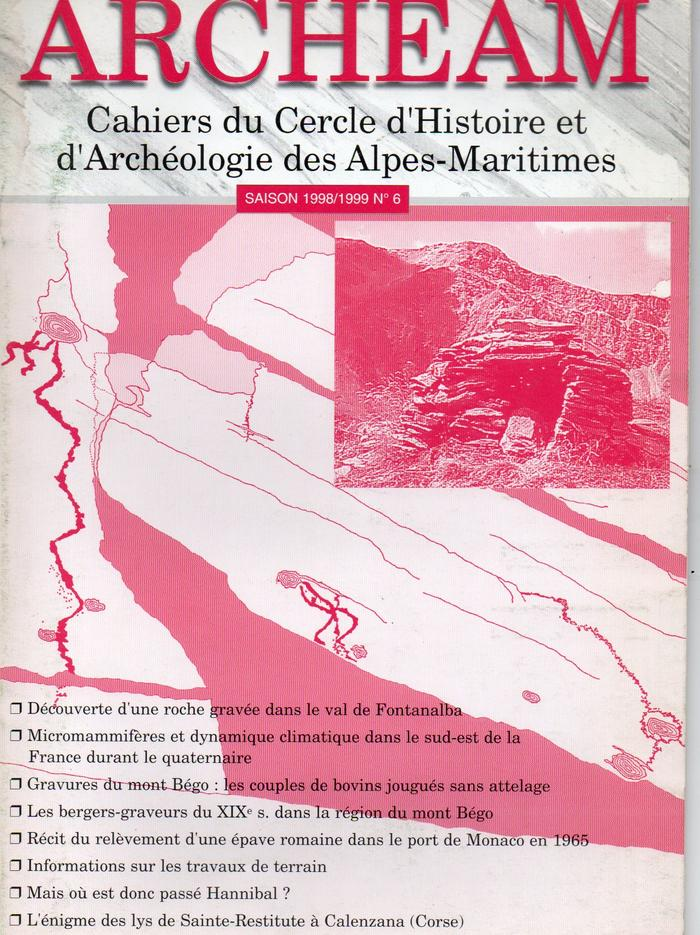 ARCHEAM
Cahiers du Cercle d'Histoire et
d'Archéologie des Alpes-Maritimes
SAISON 1998/1999 N° 6
❒ Découverte d'une roche gravée dans le val de Fontanalba
❒ Micromammifères et dynamique climatique dans le sud-est de la
France durant le quaternaire
❒ Gravures du mont Bégo : les couples de bovins jougués sans attelage
❒ Les bergers-graveurs du XIXᵉ s. dans la région du mont Bégo
❒ Récit du relèvement d'une épave romaine dans le port de Monaco en 1965
❒ Informations sur les travaux de terrain
❒ Mais où est donc passé Hannibal ?
❒ L'énigme des lys de Sainte-Restitute à Calenzana (Corse)